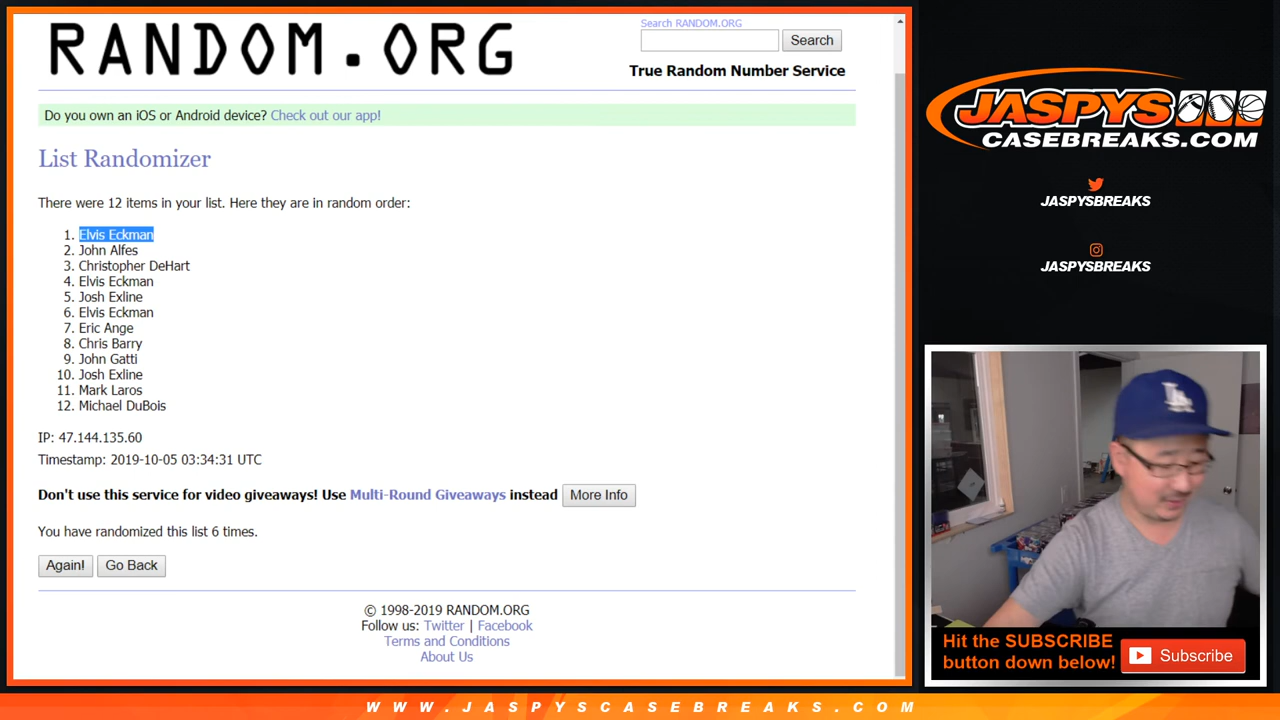 RANDOM.ORG
Search RANDOM.ORG
Search
True Random Number Service
Do you own an iOS or Android device? Check out our app!
List Randomizer
There were 12 items in your list. Here they are in random order:
1. Elvis Eckman
2. John Alfes
3. Christopher DeHart
4. Elvis Eckman
5. Josh Exline
6. Elvis Eckman
7. Eric Ange
8. Chris Barry
9. John Gatti
10. Josh Exline
11. Mark Laros
12. Michael DuBois
IP: 47.144.135.60
Timestamp: 2019-10-05 03:34:31 UTC
Don't use this service for video giveaways! Use Multi-Round Giveaways instead More Info
You have randomized this list 6 times.
Again! Go Back
© 1998-2019 RANDOM.ORG
Follow us: Twitter | Facebook
Terms and Conditions
About Us
JASPYS
CASEBREAKS.COM
JASPYSBREAKS
JASPYSBREAKS
LA
Hit the SUBSCRIBE
button down below!
Subscribe
WWW.JASPYSCASEBREAKS.COM